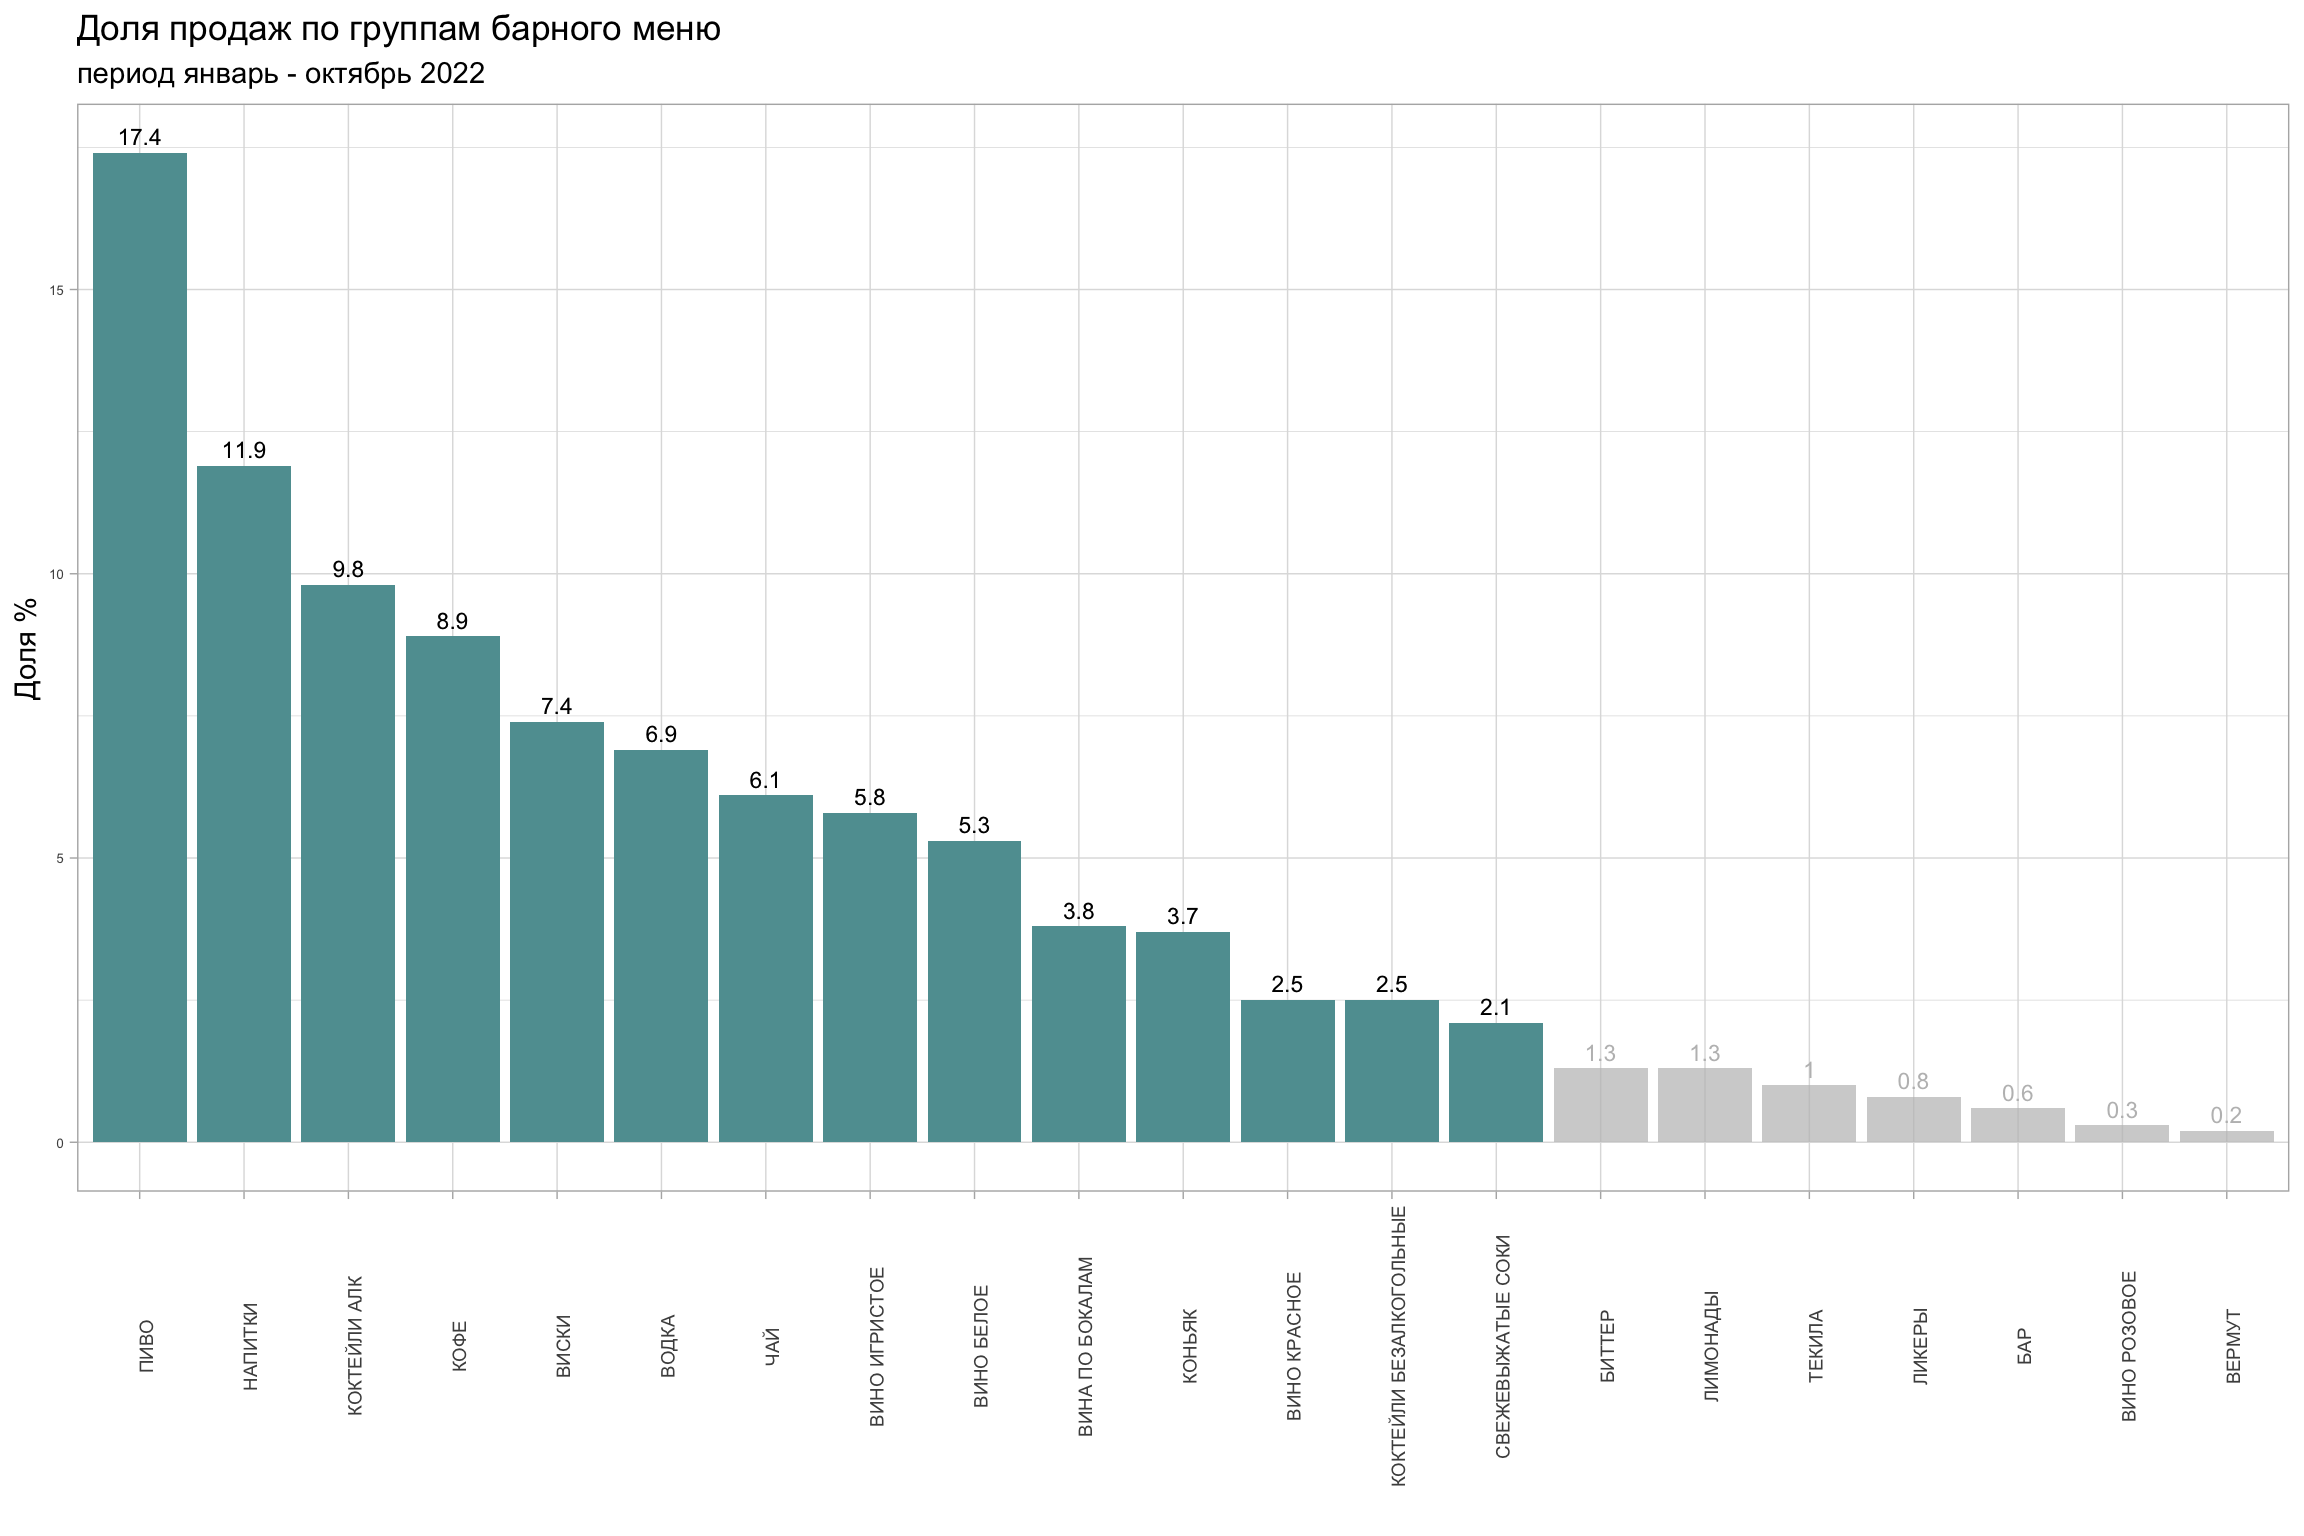 Доля продаж по группам барного меню
период январь - октябрь 2022
Доля %
15
10
5
0
17.4
11.9
9.8
8.9
7.4
6.9
6.1
5.8
5.3
3.8
3.7
2.5
2.5
2.1
1.3
1.3
1
0.8
0.6
0.3
0.2
ПИВО
НАПИТКИ
КОКТЕЙЛИ АЛК
КОФЕ
ВИСКИ
ВОДКА
ЧАЙ
ВИНО ИГРИСТОЕ
ВИНО БЕЛОЕ
ВИНА ПО БОКАЛАМ
КОНЬЯК
ВИНО КРАСНОЕ
КОКТЕЙЛИ БЕЗАЛКОГОЛЬНЫЕ
СВЕЖЕВЫЖАТЫЕ СОКИ
БИТТЕР
ЛИМОНАДЫ
ТЕКИЛА
ЛИКЕРЫ
БАР
ВИНО РОЗОВОЕ
ВЕРМУТ